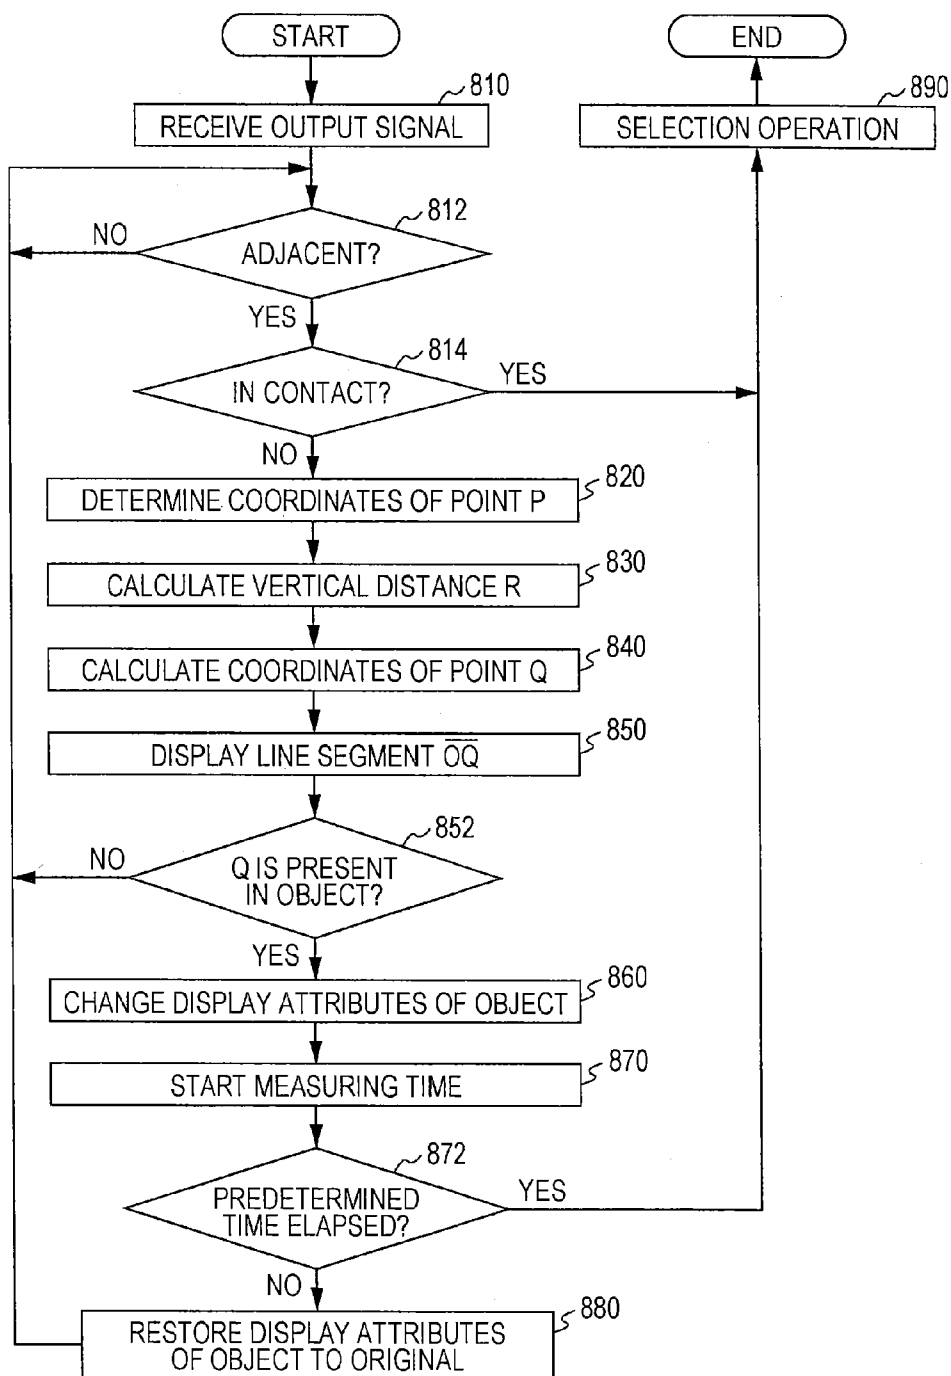 START
END
810
RECEIVE OUTPUT SIGNAL
890
SELECTION OPERATION
812
NO
ADJACENT?
YES
814
IN CONTACT?
YES
NO
820
DETERMINE COORDINATES OF POINT P
830
CALCULATE VERTICAL DISTANCE R
840
CALCULATE COORDINATES OF POINT Q
850
DISPLAY LINE SEGMENT O̅Q̅
852
NO
Q IS PRESENT
IN OBJECT?
YES
860
CHANGE DISPLAY ATTRIBUTES OF OBJECT
870
START MEASURING TIME
872
PREDETERMINED
TIME ELAPSED?
YES
NO
880
RESTORE DISPLAY ATTRIBUTES
OF OBJECT TO ORIGINAL